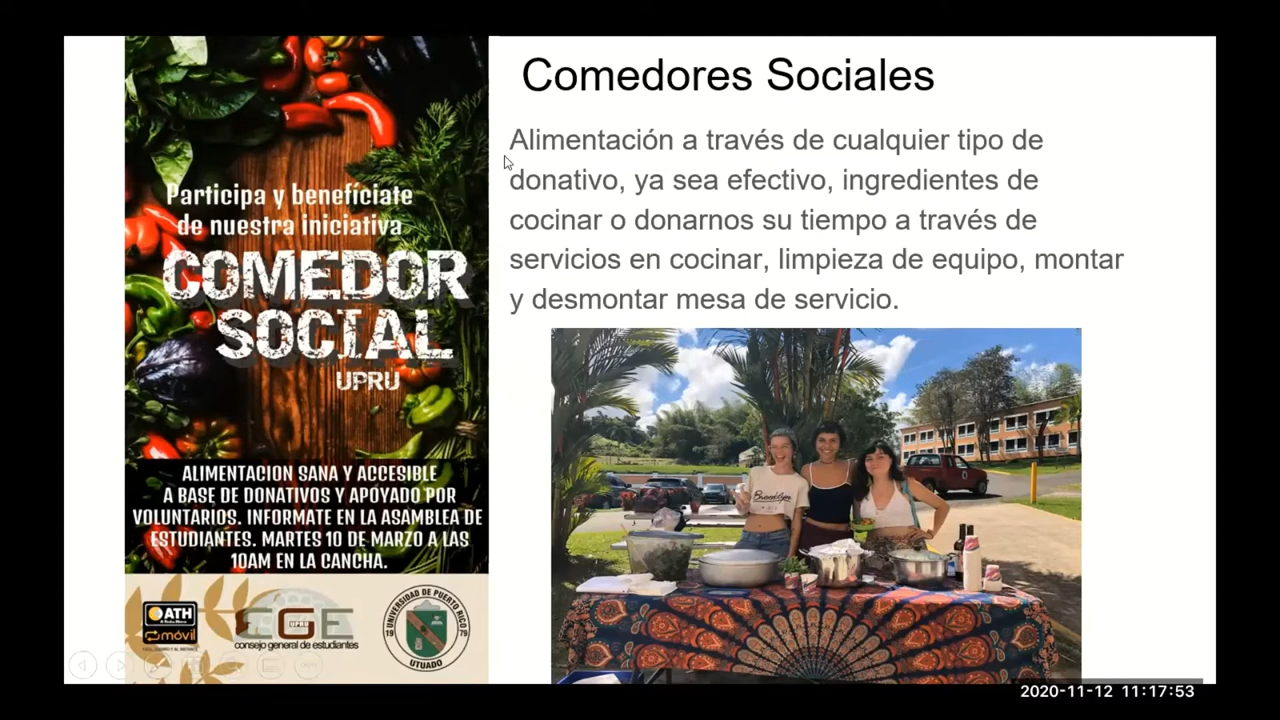 Comedores Sociales
Alimentación a través de cualquier tipo de
donativo, ya sea efectivo, ingredientes de
cocinar o donarnos su tiempo a través de
servicios en cocinar, limpieza de equipo, montar
y desmontar mesa de servicio.
Participa y benefíciate
de nuestra iniciativa
COMEDOR
SOCIAL
UPRU
ALIMENTACION SANA Y ACCESIBLE
A BASE DE DONATIVOS Y APOYADO POR
VOLUNTARIOS. INFORMATE EN LA ASAMBLEA DE
ESTUDIANTES. MARTES 10 DE MARZO A LAS
10AM EN LA CANCHA.
ATH
móvil
CGE
UPRU
consejo general de estudiantes
UNIVERSIDAD DE PUERTO RICO
19 79
UTUADO
Brooklyn
2020-11-12 11:17:53